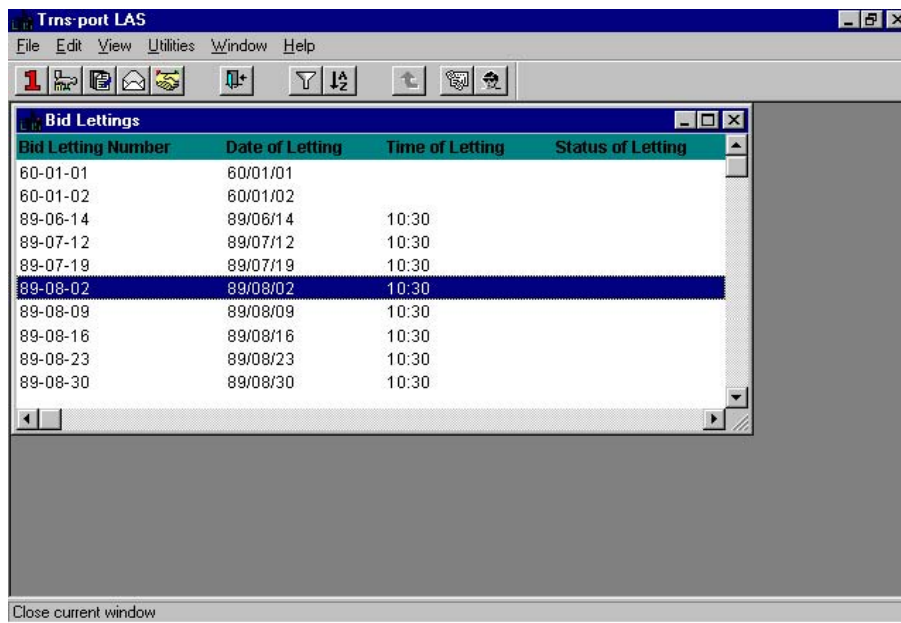 Trns·port LAS
File Edit View Utilities Window Help
1
Bid Lettings
Bid Letting Number Date of Letting Time of Letting Status of Letting
60-01-01 60/01/01
60-01-02 60/01/02
89-06-14 89/06/14 10:30
89-07-12 89/07/12 10:30
89-07-19 89/07/19 10:30
89-08-02 89/08/02 10:30
89-08-09 89/08/09 10:30
89-08-16 89/08/16 10:30
89-08-23 89/08/23 10:30
89-08-30 89/08/30 10:30
Close current window